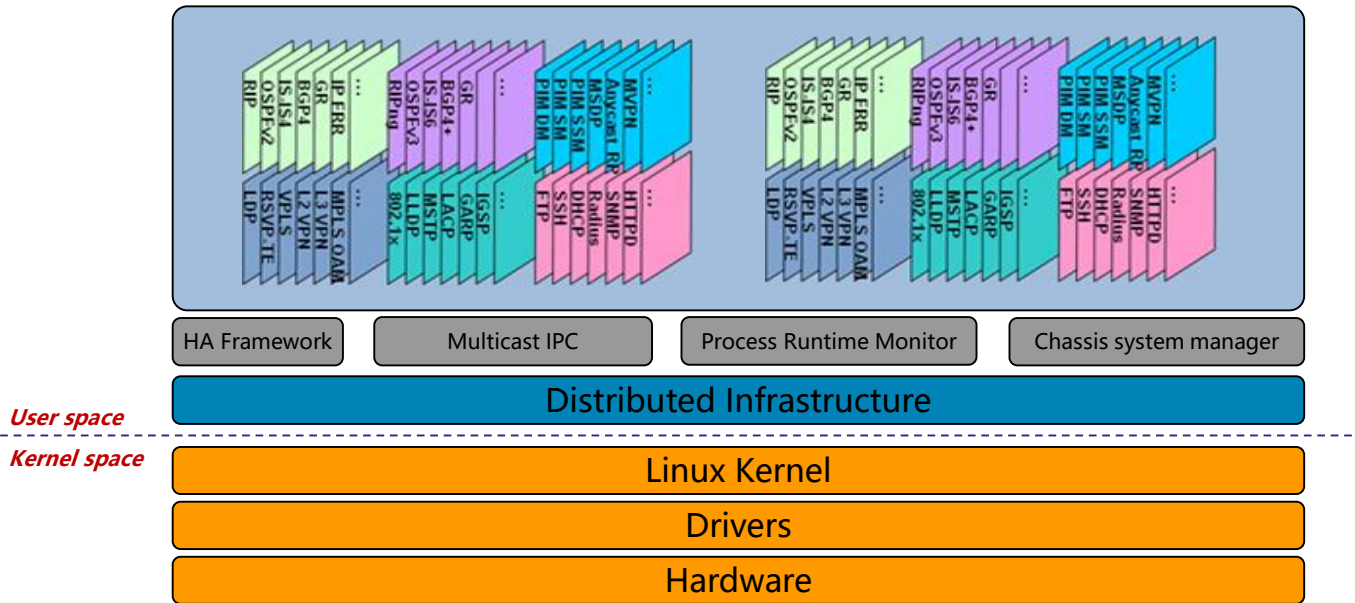 RIP
OSPFv2
IS.IS4
BGP4
GR
IP FRR
...
RIPng
OSPFv3
IS.IS6
BGP4+
GR
...
PIM DM
PIM SM
PIM SSM
MSDP
Anycast RP
MVPN
...
RIP
OSPFv2
IS.IS4
BGP4
GR
IP FRR
...
RIPng
OSPFv3
IS.IS6
BGP4+
GR
...
PIM DM
PIM SM
PIM SSM
MSDP
Anycast RP
MVPN
...
LDP
RSVP-TE
VPLS
L2 VPN
L3 VPN
MPLS OAM
...
802.1x
LLDP
MSTP
LACP
GARP
IGSP
...
FTP
SSH
DHCP
Radius
SNMP
HTTPD
...
LDP
RSVP-TE
VPLS
L2 VPN
L3 VPN
MPLS OAM
...
802.1x
LLDP
MSTP
LACP
GARP
IGSP
...
FTP
SSH
DHCP
Radius
SNMP
HTTPD
...
HA Framework
Multicast IPC
Process Runtime Monitor
Chassis system manager
Distributed Infrastructure
User space
Kernel space
Linux Kernel
Drivers
Hardware